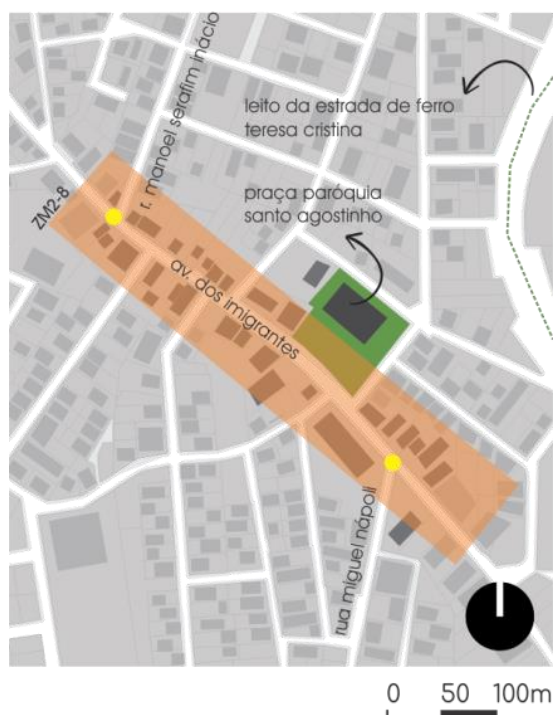 r. manoel serafim inácio
leito da estrada de ferro
teresa cristina
praça paróquia
santo agostinho
ZM2-8
av. dos imigrantes
rua miguel nápoli
0 50 100m